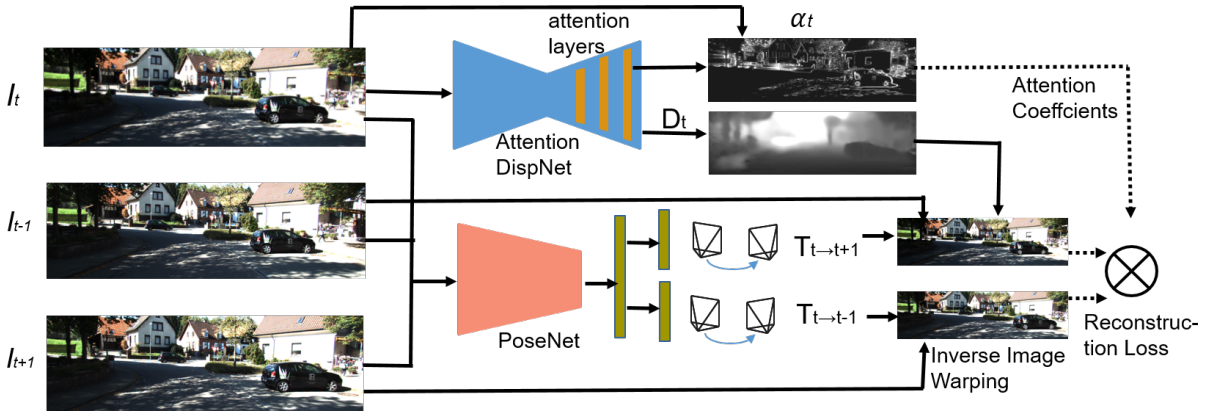 attention
layers
αt
It
Attention
Coeffcients
Dt
Attention
DispNet
It-1
Tt→t+1
Tt→t-1
PoseNet
It+1
Inverse Image
Warping
Reconstruc-
tion Loss